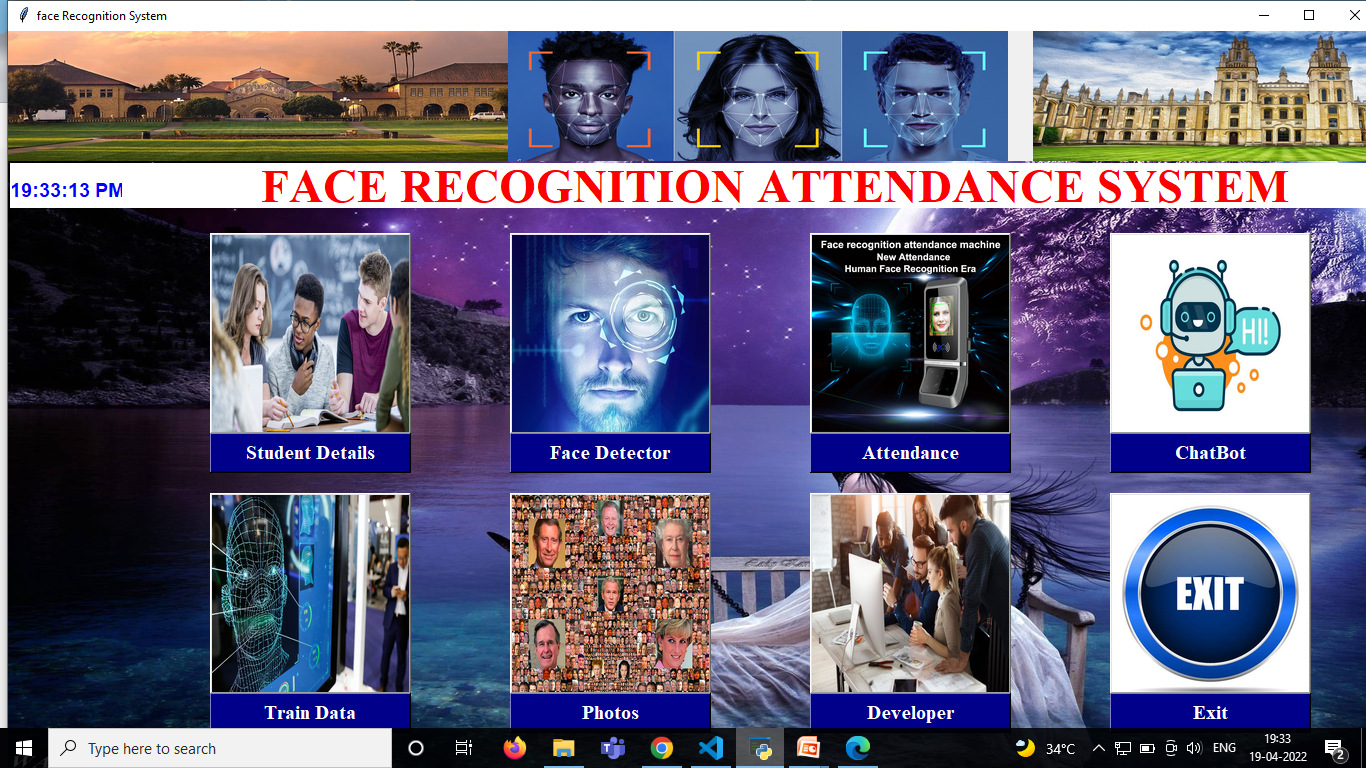 face Recognition System
19:33:13 PM
FACE RECOGNITION ATTENDANCE SYSTEM
Face recognition attendance machine
New Attendance
Human Face Recognition Era
HI!
Student Details
Face Detector
Attendance
ChatBot
EXIT
Train Data
Photos
Developer
Exit
Type here to search
34°C
ENG
19:33
19-04-2022
2